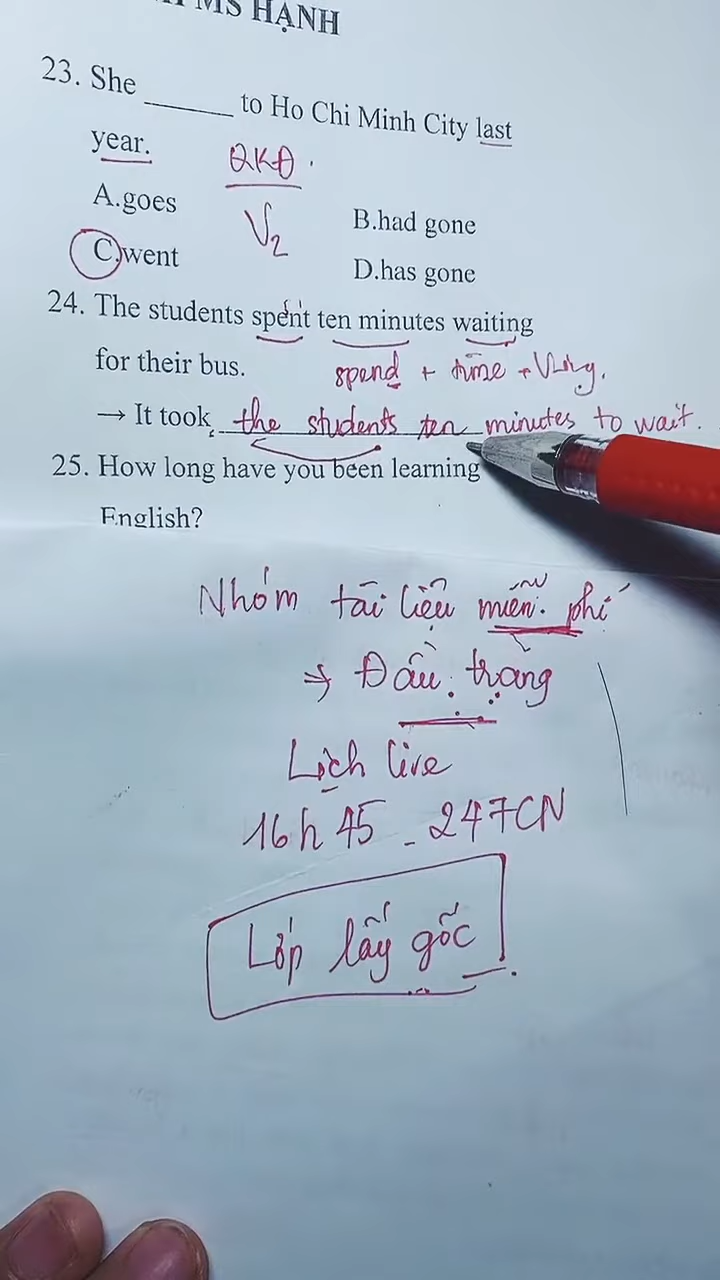 MS HẠNH
23. She ______ to Ho Chi Minh City last
year.
QKĐ.
A.goes
V2
B.had gone
C.went
D.has gone
24. The students spent ten minutes waiting
for their bus.
spend + time + Ving.
→ It took the students ten minutes to wait.
25. How long have you been learning
English?
Nhóm tài liệu miễn phí
⇒ Đầu trang
Lịch live
16h45 - 247CN
Lớp lấy gốc